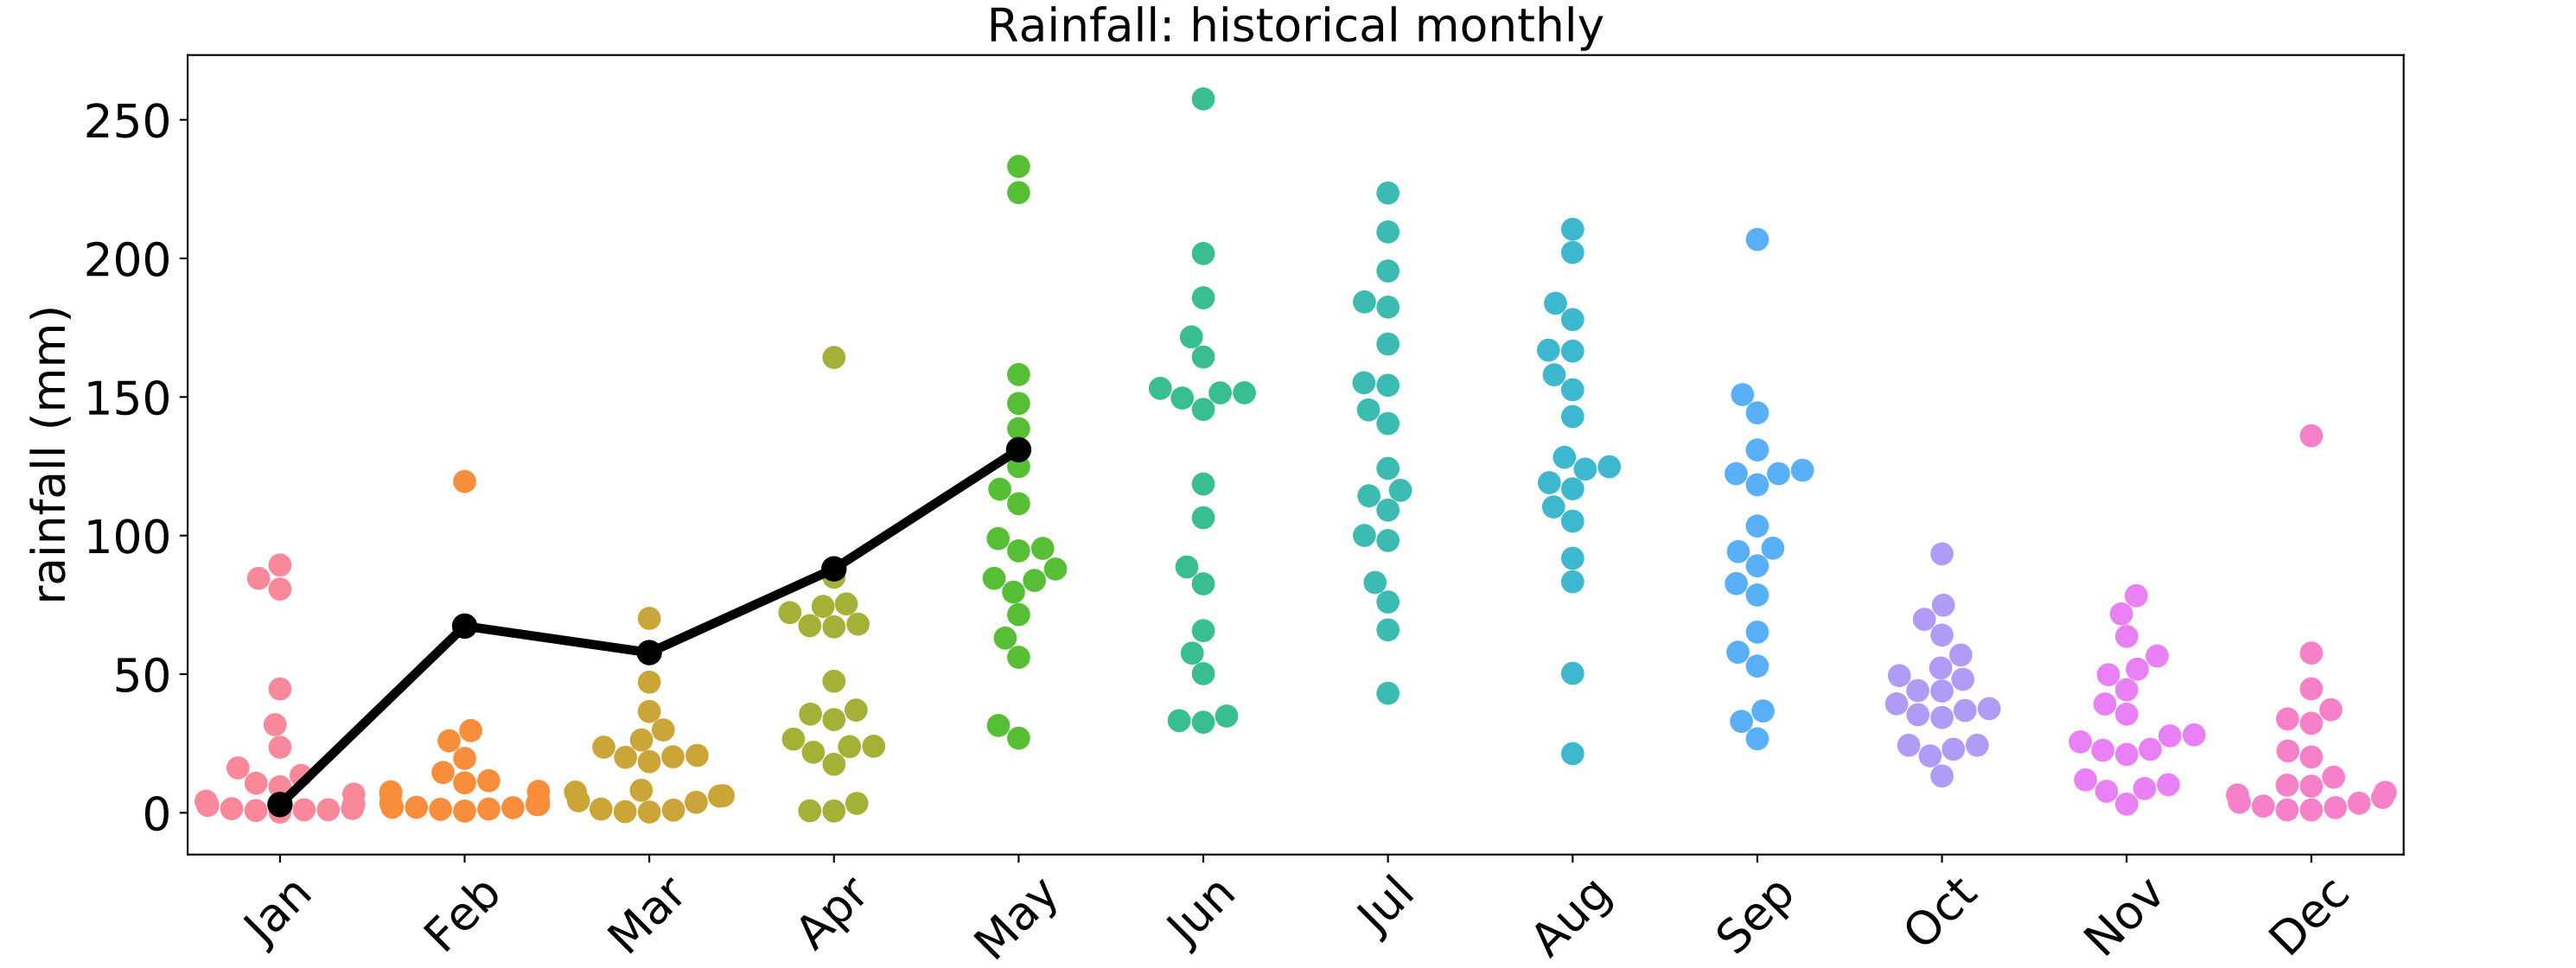 Rainfall: historical monthly
rainfall (mm)
250
200
150
100
50
0
Jan
Feb
Mar
Apr
May
Jun
Jul
Aug
Sep
Oct
Nov
Dec